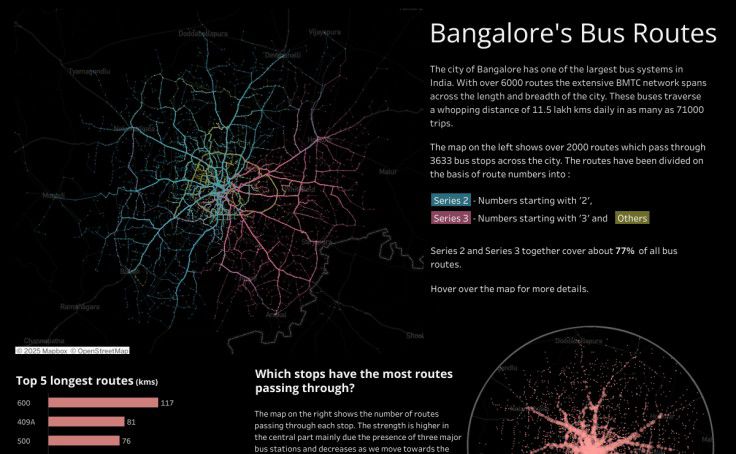 Bangalore's Bus Routes
The city of Bangalore has one of the largest bus systems in
India. With over 6000 routes the extensive BMTC network spans
across the length and breadth of the city. These buses traverse
a whopping distance of 11.5 lakh kms daily in as many as 71000
trips.
The map on the left shows over 2000 routes which pass through
3633 bus stops across the city. The routes have been divided on
the basis of route numbers into :
Series 2 - Numbers starting with '2',
Series 3 - Numbers starting with '3' and Others
Series 2 and Series 3 together cover about 77% of all bus
routes.
Hover over the map for more details.
Doddaballapura
Vijayapura
Devanahalli
Tyamagondlu
Nelamangala
Malur
Magadi
Anekal
Ramanagara
Channapatna
Shool
© 2025 Mapbox © OpenStreetMap
Top 5 longest routes (kms)
600 117
409A 81
500 76
Which stops have the most routes
passing through?
The map on the right shows the number of routes
passing through each stop. The strength is higher in
the central part mainly due the presence of three major
bus stations and decreases as we move towards the
Doddaballapura